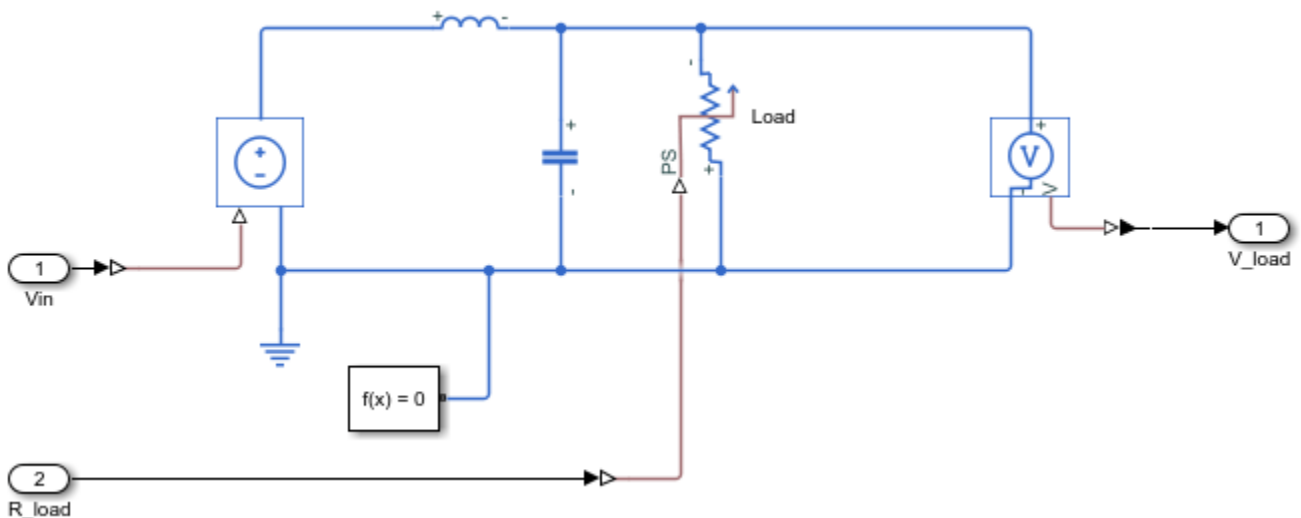 + -
-
Load
+
+
-
PS
+
-
+
V
-
V
1
Vin
1
V_load
f(x) = 0
2
R_load